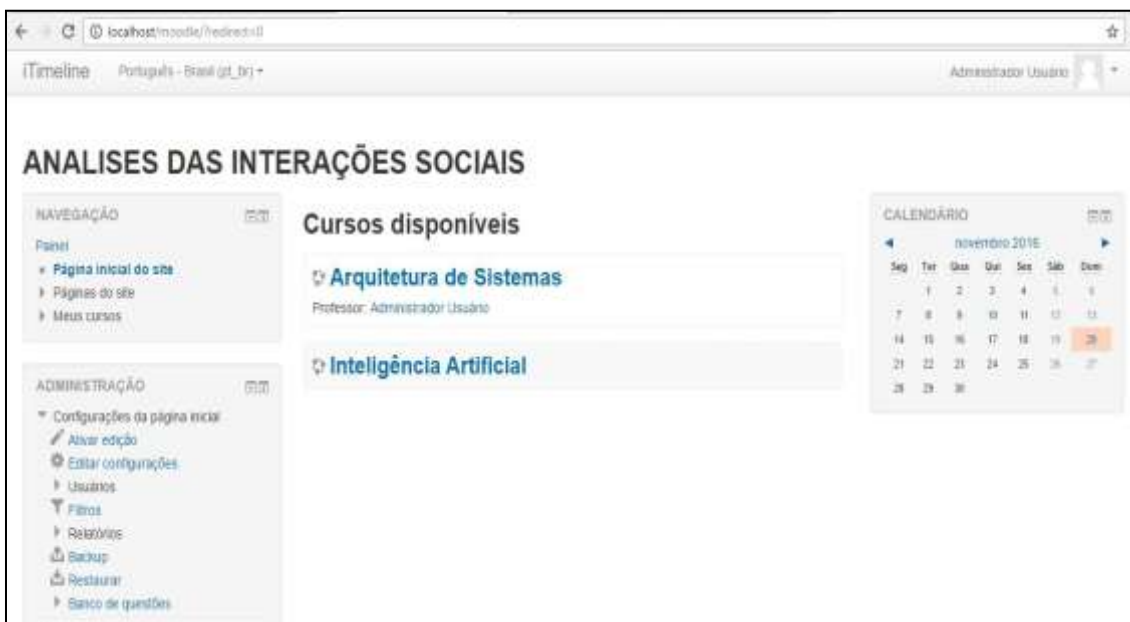 localhost/moodle/?redirect=0
iTimeline Português - Brasil (pt_br) Administrador Usuário
ANALISES DAS INTERAÇÕES SOCIAIS
NAVEGAÇÃO
Painel
Página inicial do site
Páginas do site
Meus cursos
ADMINISTRAÇÃO
Configurações da página inicial
Ativar edição
Editar configurações
Usuários
Filtros
Relatórios
Backup
Restaurar
Banco de questões
Cursos disponíveis
Arquitetura de Sistemas
Professor: Administrador Usuário
Inteligência Artificial
CALENDÁRIO
novembro 2016
Seg Ter Qua Qui Sex Sáb Dom
1 2 3 4 5 6
7 8 9 10 11 12 13
14 15 16 17 18 19 20
21 22 23 24 25 26 27
28 29 30